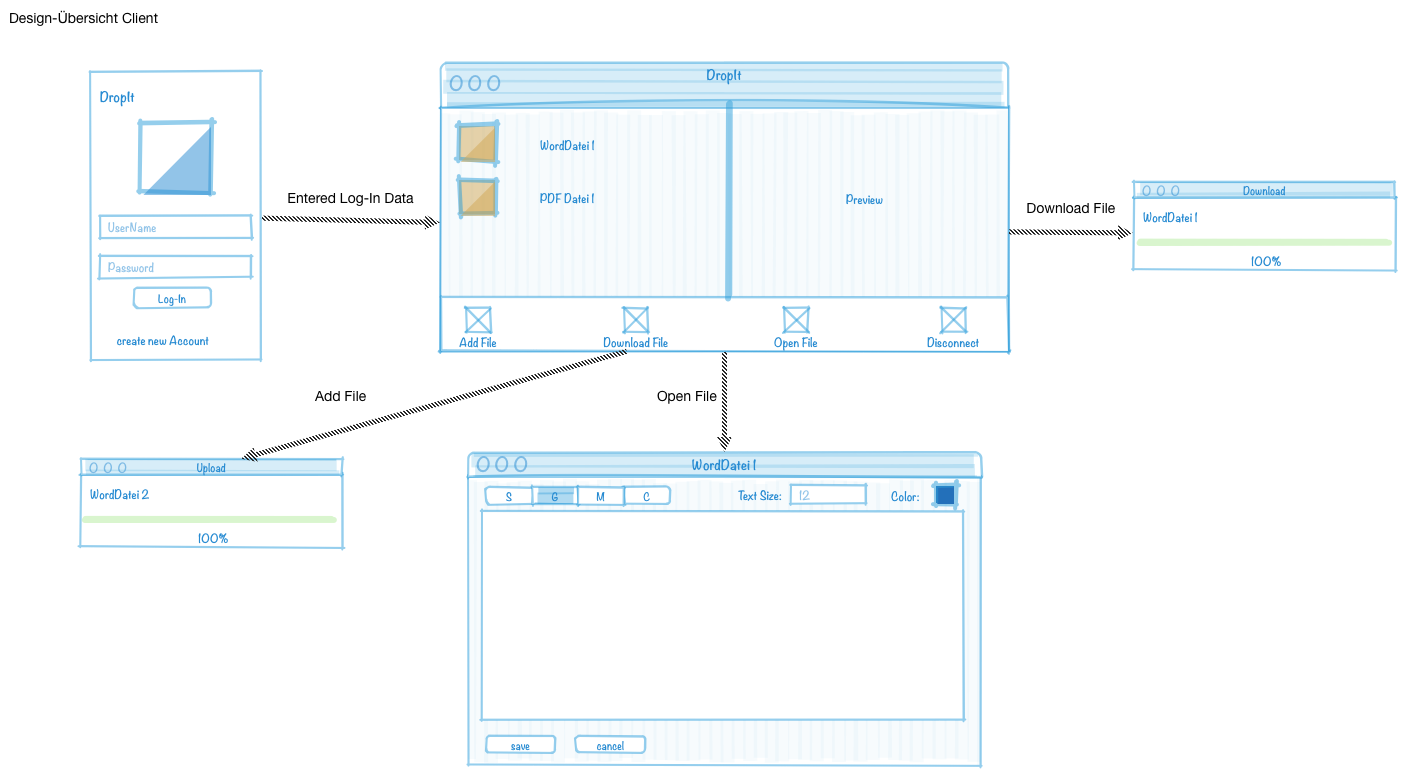 Design-Übersicht Client
DropIt
UserName
Password
Log-In
create new Account
Entered Log-In Data
DropIt
WordDatei 1
PDF Datei 1
Preview
Add File
Download File
Open File
Disconnect
Download File
Download
WordDatei 1
100%
Add File
Open File
Upload
WordDatei 2
100%
WordDatei 1
S G M C
Text Size: 12
Color:
save
cancel